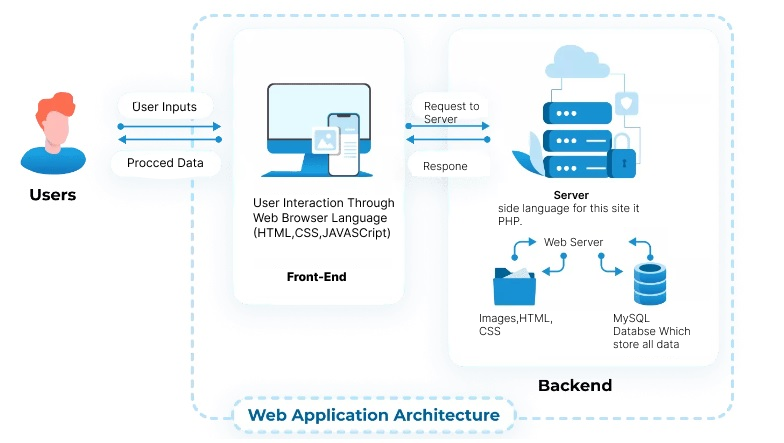 User Inputs
Procced Data
Users
User Interaction Through
Web Browser Language
(HTML,CSS,JAVASCript)
Front-End
Request to
Server
Respone
Server
side language for this site it
PHP.
Web Server
Images,HTML,
CSS
MySQL
Databse Which
store all data
Backend
Web Application Architecture